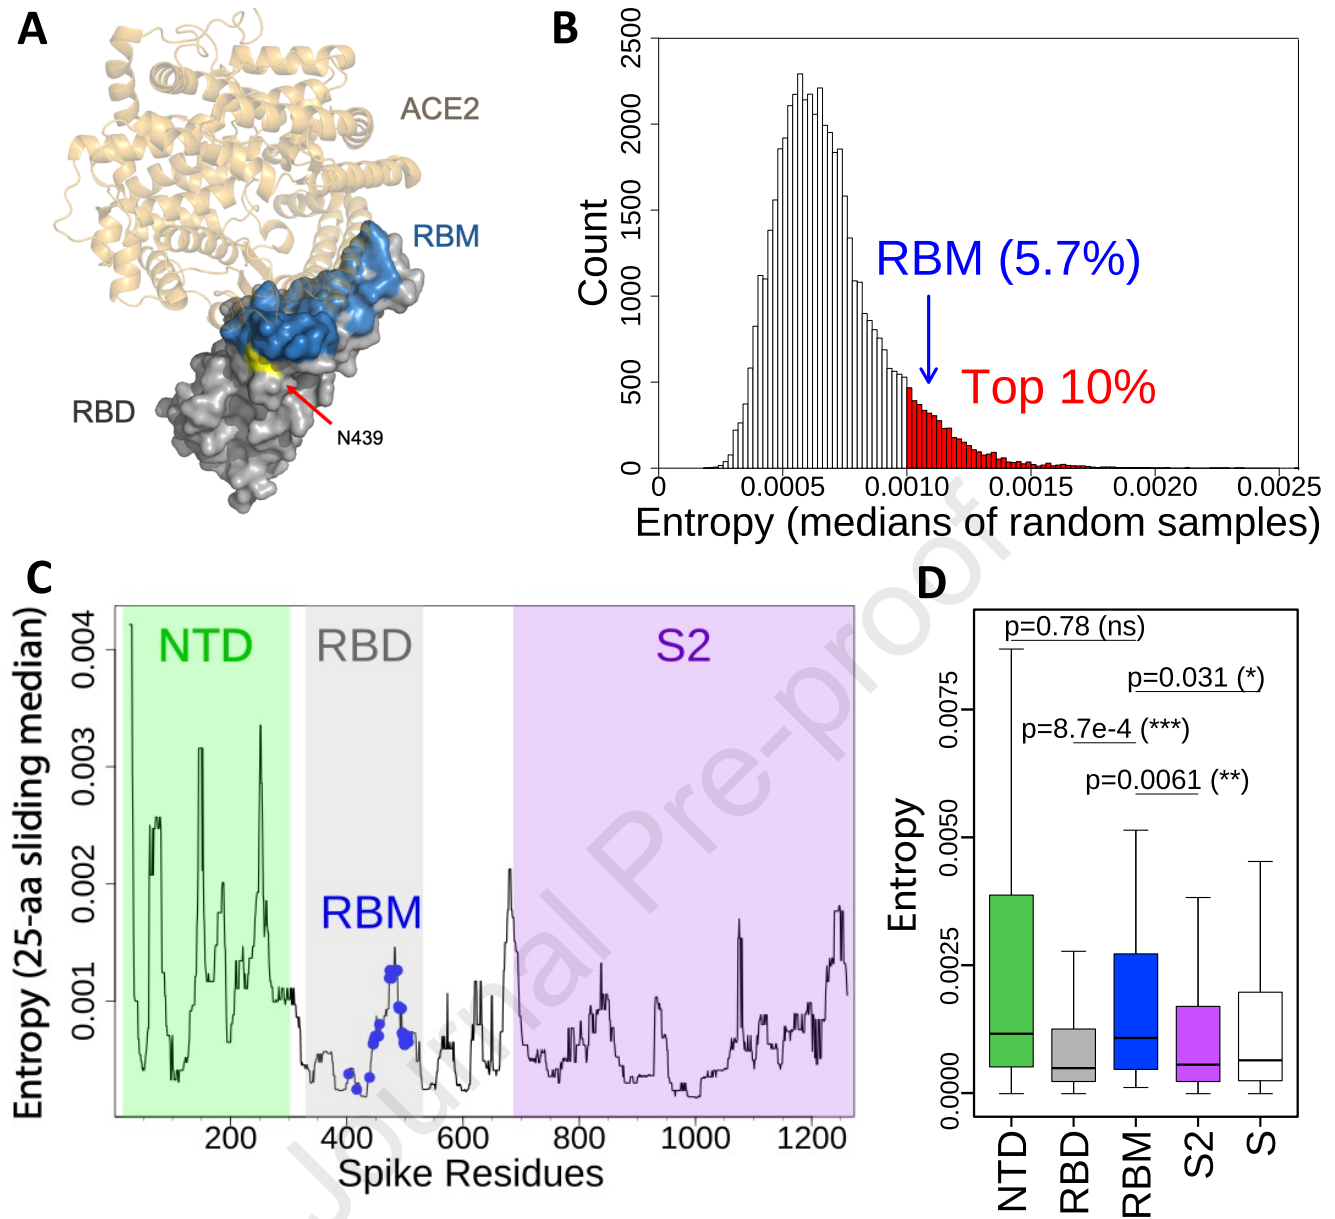 A
ACE2
RBM
RBD
N439
B
Count
0
500
1000
1500
2000
2500
RBM (5.7%)
Top 10%
0
0.0005
0.0010
0.0015
0.0020
0.0025
Entropy (medians of random samples)
C
Entropy (25-aa sliding median)
0.001
0.002
0.003
0.004
NTD
RBD
S2
RBM
200
400
600
800
1000
1200
Spike Residues
D
Entropy
0.0000
0.0025
0.0050
0.0075
p=0.78 (ns)
p=0.031 (*)
p=8.7e-4 (***)
p=0.0061 (**)
NTD
RBD
RBM
S2
S
Journal Pre-proof